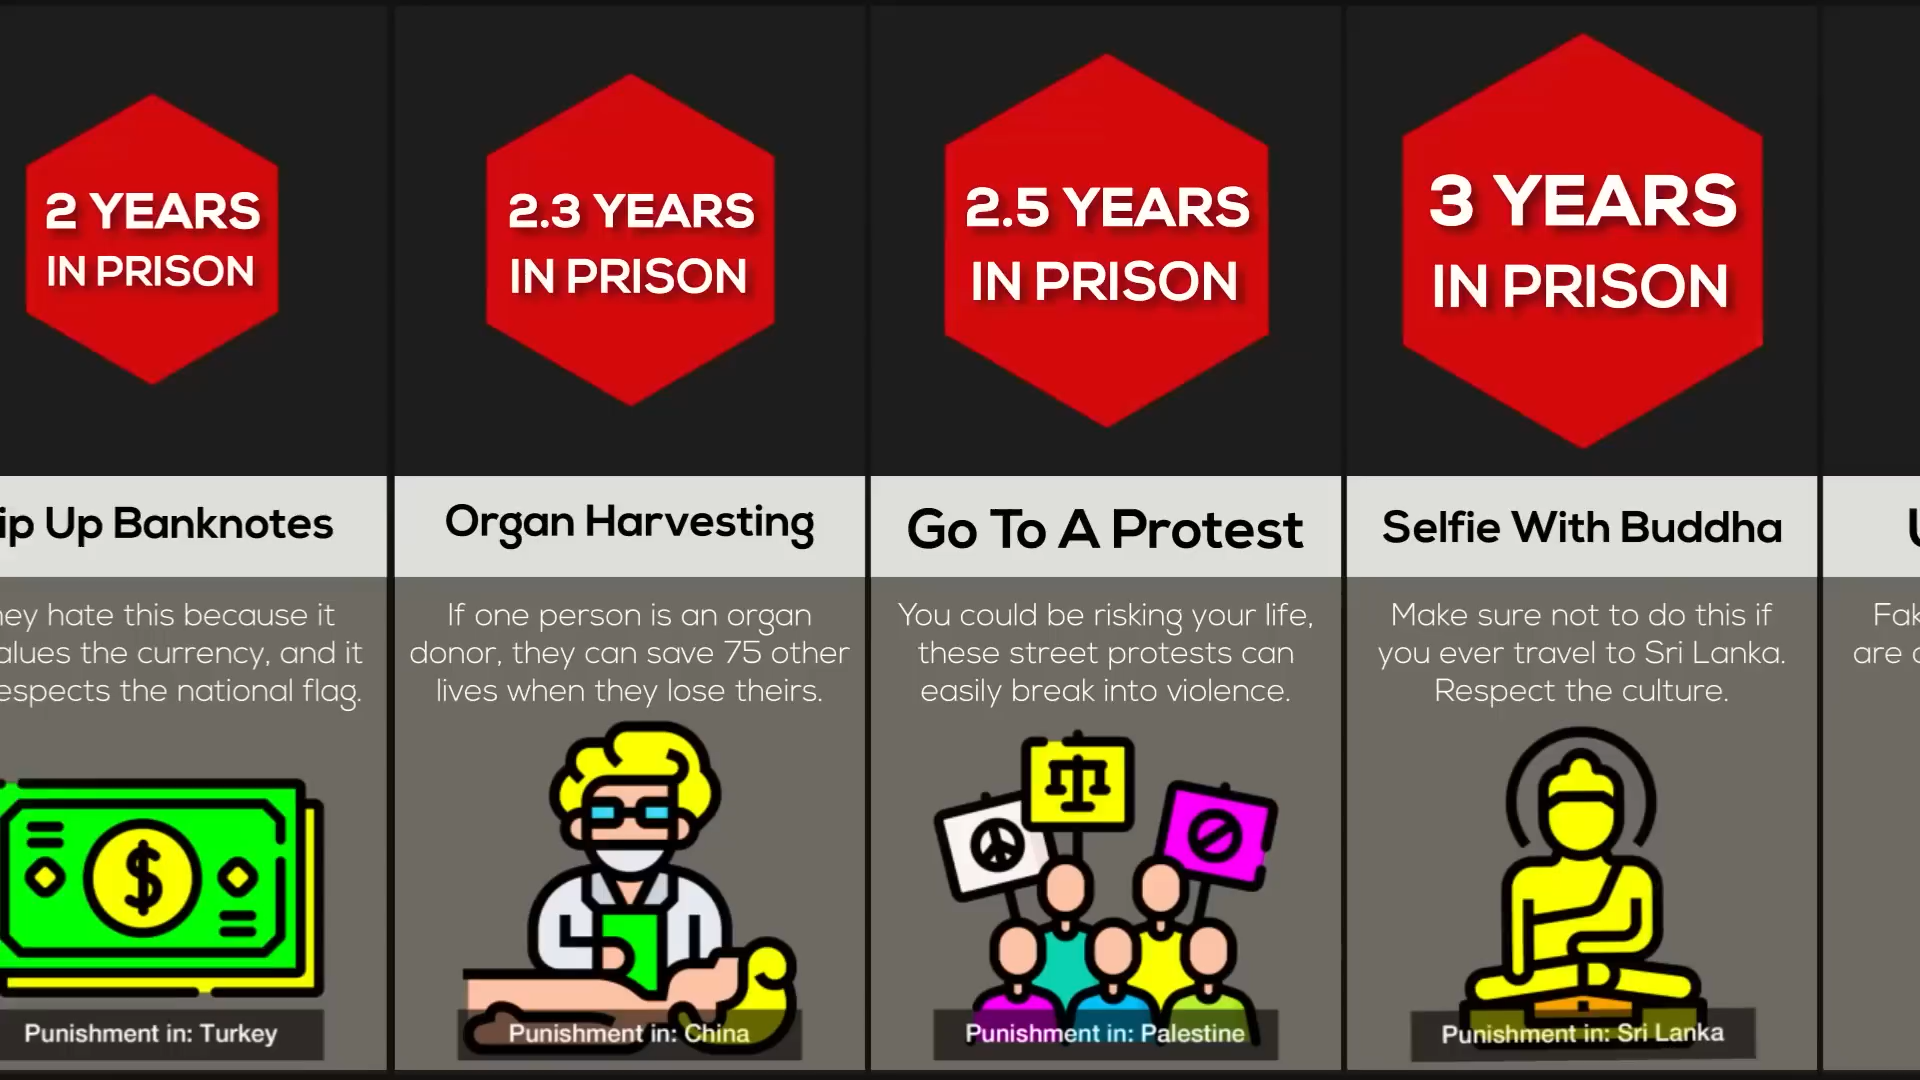 2 YEARS
IN PRISON
ip Up Banknotes
ney hate this because it
alues the currency, and it
espects the national flag.
Punishment in: Turkey
2.3 YEARS
IN PRISON
Organ Harvesting
If one person is an organ
donor, they can save 75 other
lives when they lose theirs.
Punishment in: China
2.5 YEARS
IN PRISON
Go To A Protest
You could be risking your life,
these street protests can
easily break into violence.
Punishment in: Palestine
3 YEARS
IN PRISON
Selfie With Buddha
Make sure not to do this if
you ever travel to Sri Lanka.
Respect the culture.
Punishment in: Sri Lanka
Fak
are